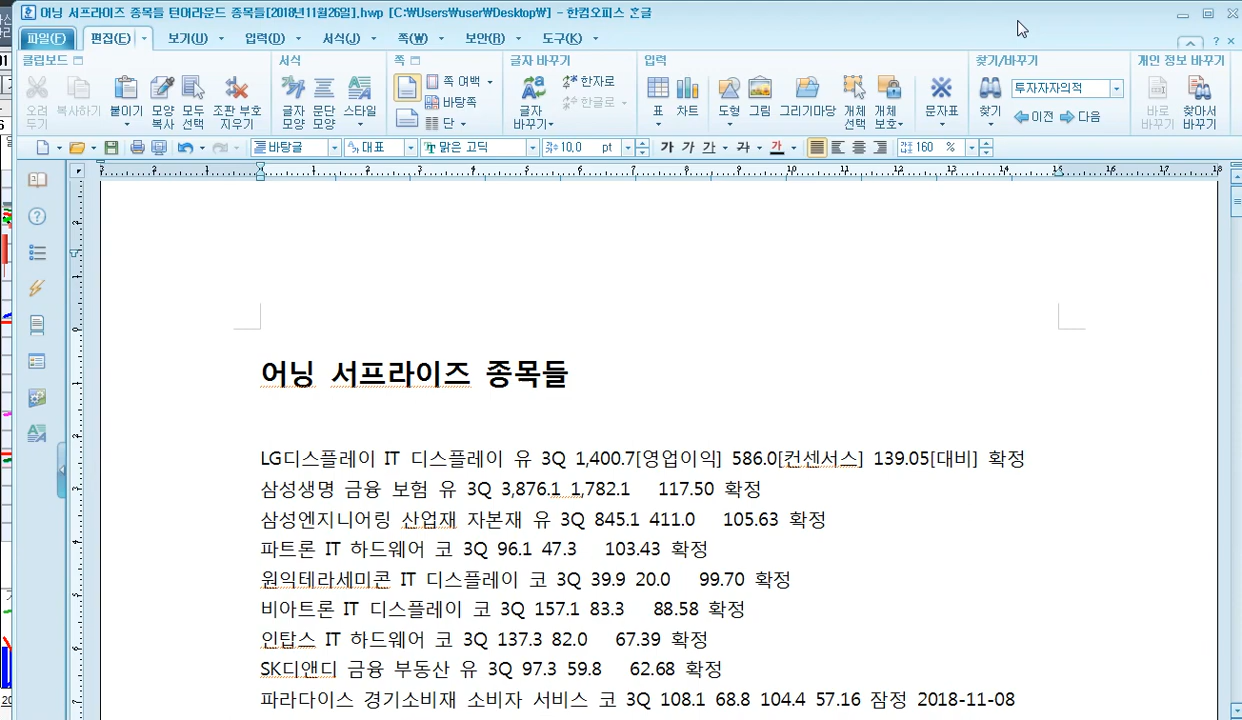 어닝 서프라이즈 종목들 턴어라운드 종목들[2018년11월26일].hwp [C:₩Users₩user₩Desktop₩] - 한컴오피스 한글
파일(F) 편집(E) 보기(U) 입력(D) 서식(J) 쪽(W) 보안(B) 도구(K)
클립보드 서식 쪽 글자 바꾸기 입력 찾기/바꾸기 개인 정보 바꾸기
오려 두기 복사하기 붙이기 모양 복사 모두 선택 조판 부호 지우기 글자 모양 문단 모양 스타일 쪽 여백 바탕쪽 단 글자 바꾸기 한자로 한글로 표 차트 도형 그림 그리기마당 개체 선택 개체 보호 문자표 찾기 투자자자의적 이전 다음 바로 바꾸기 찾아서 바꾸기
바탕글 대표 맑은 고딕 10,0 pt 가 가 가 가 가 160 %
어닝 서프라이즈 종목들
LG디스플레이 IT 디스플레이 유 3Q 1,400.7[영업이익] 586.0[컨센서스] 139.05[대비] 확정
삼성생명 금융 보험 유 3Q 3,876.1 1,782.1 117.50 확정
삼성엔지니어링 산업재 자본재 유 3Q 845.1 411.0 105.63 확정
파트론 IT 하드웨어 코 3Q 96.1 47.3 103.43 확정
원익테라세미콘 IT 디스플레이 코 3Q 39.9 20.0 99.70 확정
비아트론 IT 디스플레이 코 3Q 157.1 83.3 88.58 확정
인탑스 IT 하드웨어 코 3Q 137.3 82.0 67.39 확정
SK디앤디 금융 부동산 유 3Q 97.3 59.8 62.68 확정
파라다이스 경기소비재 소비자 서비스 코 3Q 108.1 68.8 104.4 57.16 잠정 2018-11-08